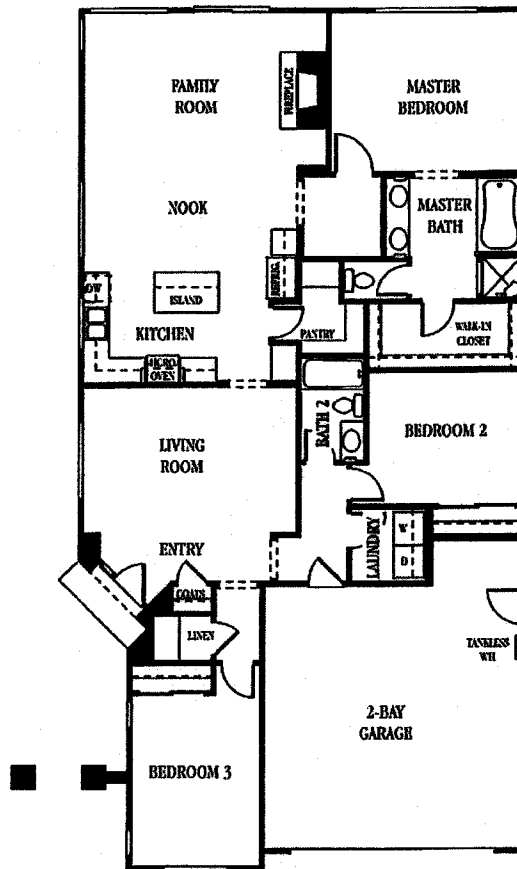 FAMILY
ROOM
FIREPLACE
MASTER
BEDROOM
NOOK
MASTER
BATH
REFRIG.
DW
ISLAND
KITCHEN
PANTRY
WALK-IN
CLOSET
MICRO/
OVEN
BATH 2
BEDROOM 2
LIVING
ROOM
ENTRY
LAUNDRY
W
D
COATS
LINEN
TANKLESS
WH
2-BAY
GARAGE
BEDROOM 3